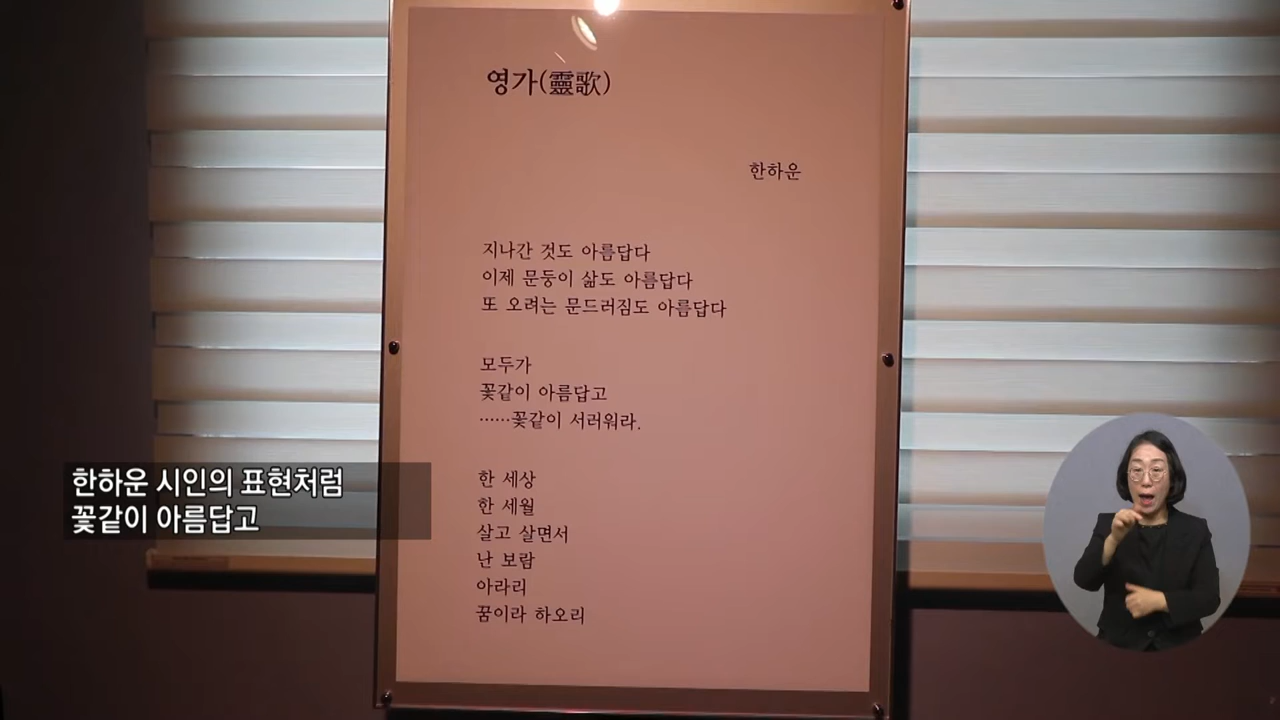 영가(靈歌)
한하운
지나간 것도 아름답다
이제 문둥이 삶도 아름답다
또 오려는 문드러짐도 아름답다
모두가
꽃같이 아름답고
……꽃같이 서러워라.
한 세상
한 세월
살고 살면서
난 보람
아라리
꿈이라 하오리
한하운 시인의 표현처럼
꽃같이 아름답고